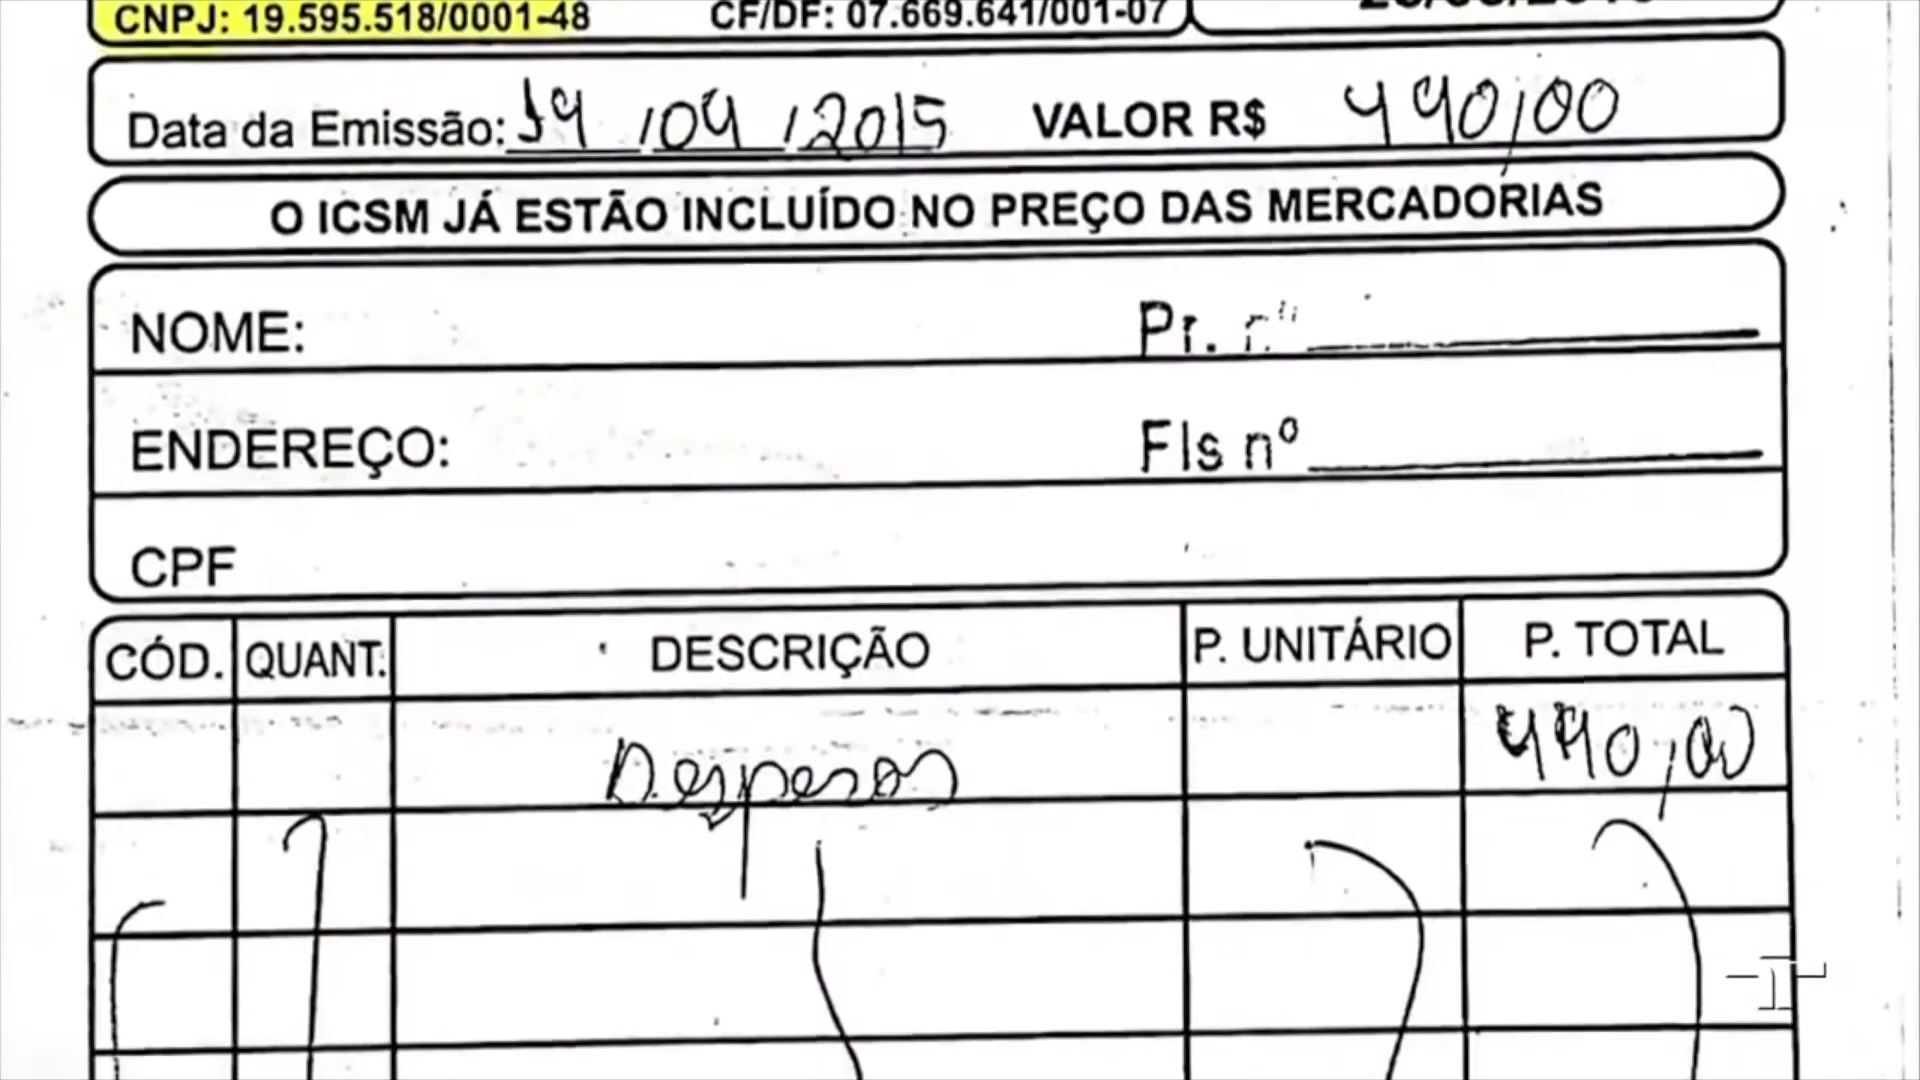 CNPJ: 19.595.518/0001-48 CF/DF: 07.669.641/001-07
Data da Emissão: 19/09/2015 VALOR R$ 490,00
O ICSM JÁ ESTÃO INCLUÍDO NO PREÇO DAS MERCADORIAS
NOME: Pr. nº
ENDEREÇO: Fls nº
CPF
CÓD. QUANT. DESCRIÇÃO P. UNITÁRIO P. TOTAL
Despesas 490,00